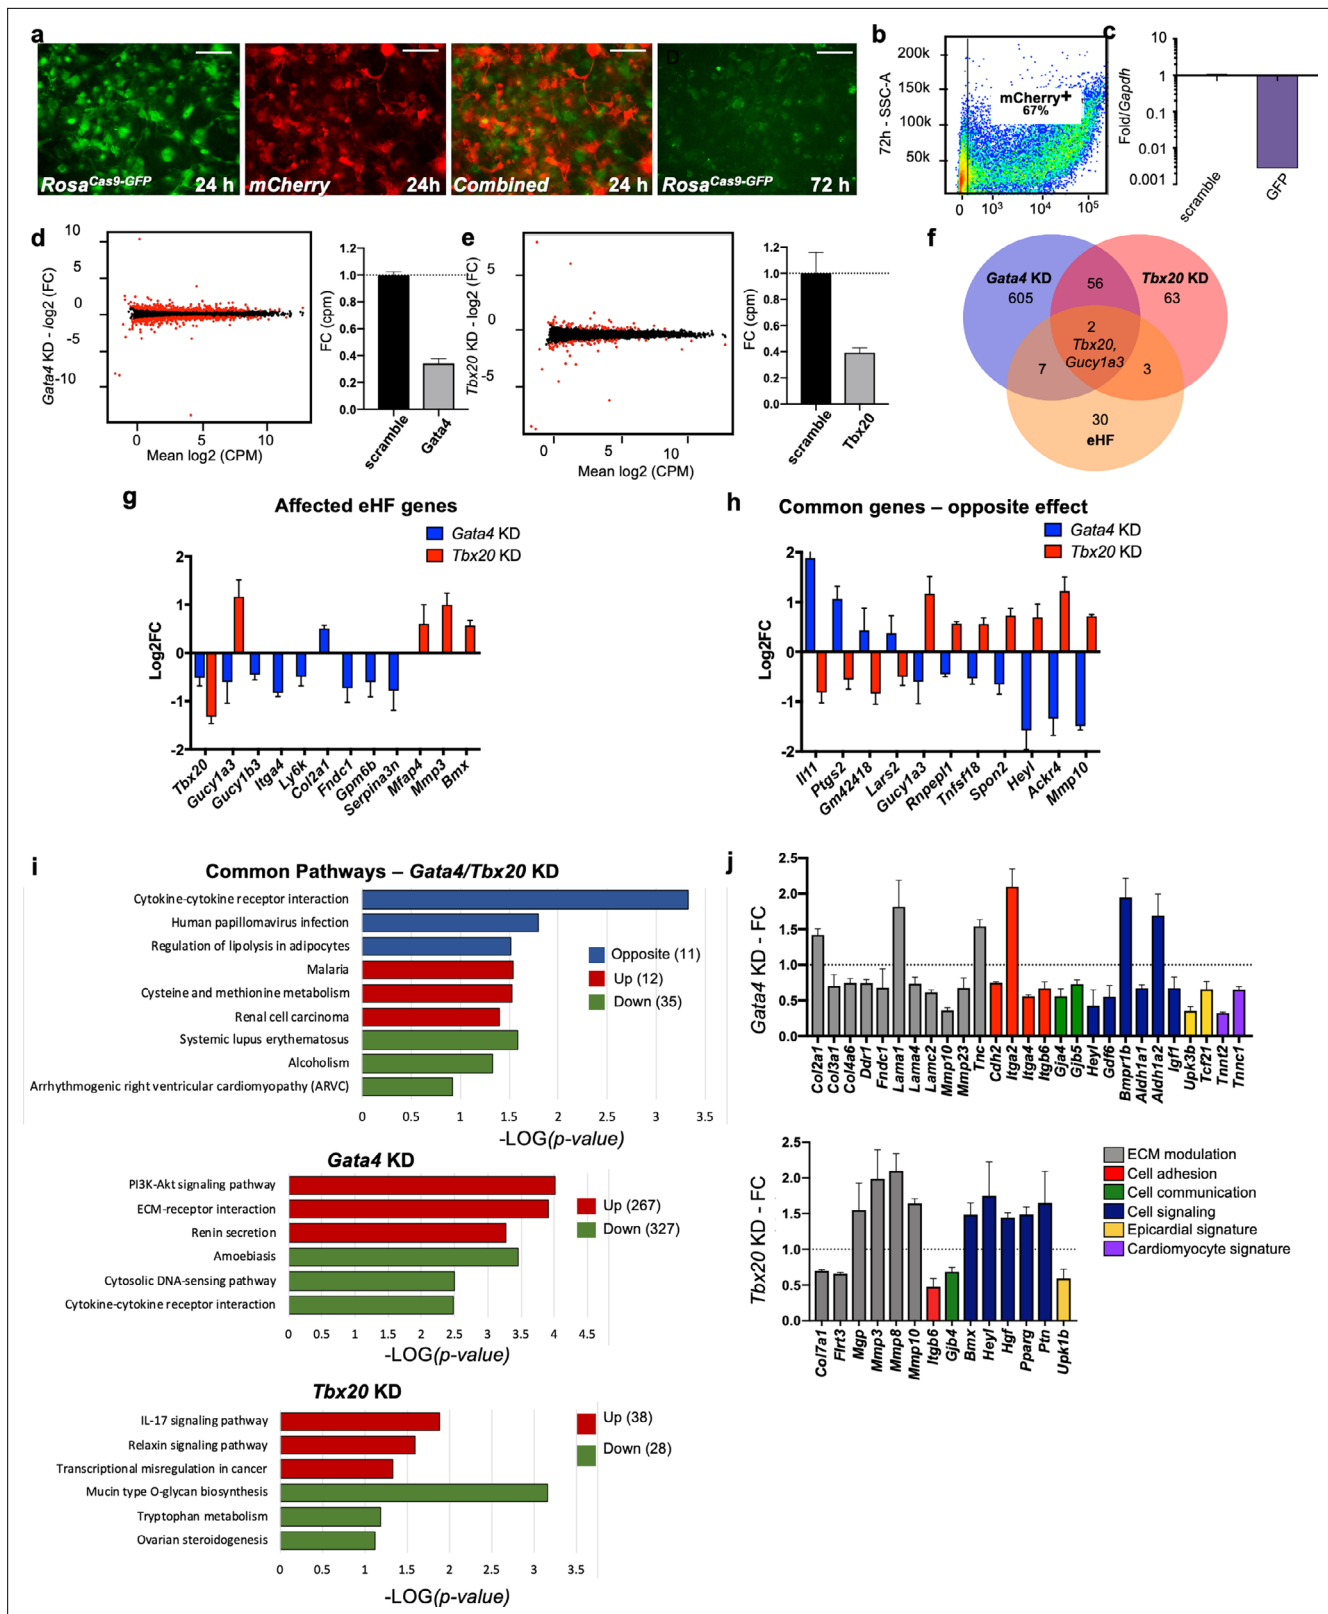 a
Rosa^Cas9-GFP 24 h
mCherry 24h
Combined 24 h
D
Rosa^Cas9-GFP 72 h
b
72h - SSC-A
200k
150k
100k
50k
mCherry+
67%
0 10^3 10^4 10^5
c
Fold/Gapdh
10
1
0.1
0.01
0.001
scramble
GFP
d
Gata4 KD - log2 (FC)
10
5
0
-5
-10
0 5 10
Mean log2 (CPM)
FC (cpm)
1.2
1.0
0.8
0.6
0.4
0.2
0.0
scramble
Gata4
e
Tbx20 KD - log2 (FC)
5
0
-5
0 5 10
Mean log2 (CPM)
FC (cpm)
1.2
1.0
0.8
0.6
0.4
0.2
0.0
scramble
Tbx20
f
Gata4 KD
605
56
Tbx20 KD
63
2
Tbx20,
Gucy1a3
7
3
30
eHF
g
Affected eHF genes
Gata4 KD
Tbx20 KD
Log2FC
2
1
0
-1
-2
Tbx20
Gucy1a3
Gucy1b3
Itga4
Ly6k
Col2a1
Fndc1
Gpm6b
Serpina3n
Mfap4
Mmp3
Bmx
h
Common genes – opposite effect
Gata4 KD
Tbx20 KD
Log2FC
2
1
0
-1
-2
Il11
Ptgs2
Gm42418
Lars2
Gucy1a3
Rnpepl1
Tnfsf18
Spon2
Heyl
Ackr4
Mmp10
i
Common Pathways – Gata4/Tbx20 KD
Cytokine-cytokine receptor interaction
Human papillomavirus infection
Regulation of lipolysis in adipocytes
Malaria
Cysteine and methionine metabolism
Renal cell carcinoma
Systemic lupus erythematosus
Alcoholism
Arrhythmogenic right ventricular cardiomyopathy (ARVC)
Opposite (11)
Up (12)
Down (35)
0 0.5 1 1.5 2 2.5 3 3.5
-LOG(p-value)
Gata4 KD
PI3K-Akt signaling pathway
ECM-receptor interaction
Renin secretion
Amoebiasis
Cytosolic DNA-sensing pathway
Cytokine-cytokine receptor interaction
Up (267)
Down (327)
0 0.5 1 1.5 2 2.5 3 3.5 4 4.5
-LOG(p-value)
Tbx20 KD
IL-17 signaling pathway
Relaxin signaling pathway
Transcriptional misregulation in cancer
Mucin type O-glycan biosynthesis
Tryptophan metabolism
Ovarian steroidogenesis
Up (38)
Down (28)
0 0.5 1 1.5 2 2.5 3 3.5
-LOG(p-value)
j
Gata4 KD - FC
2.5
2.0
1.5
1.0
0.5
0.0
Col2a1
Col3a1
Col4a6
Ddr1
Fndc1
Lama1
Lama4
Lamc2
Mmp10
Mmp23
Tnc
Cdh2
Itga2
Itga4
Itgb6
Gja4
Gjb5
Heyl
Gdf6
Bmpr1b
Aldh1a1
Aldh1a2
Igf1
Upk3b
Tcf21
Tnnt2
Tnnc1
Tbx20 KD - FC
2.5
2.0
1.5
1.0
0.5
0.0
Col7a1
Flrt3
Mgp
Mmp3
Mmp8
Mmp10
Itgb6
Gjb4
Bmx
Heyl
Hgf
Pparg
Ptn
Upk1b
ECM modulation
Cell adhesion
Cell communication
Cell signaling
Epicardial signature
Cardiomyocyte signature